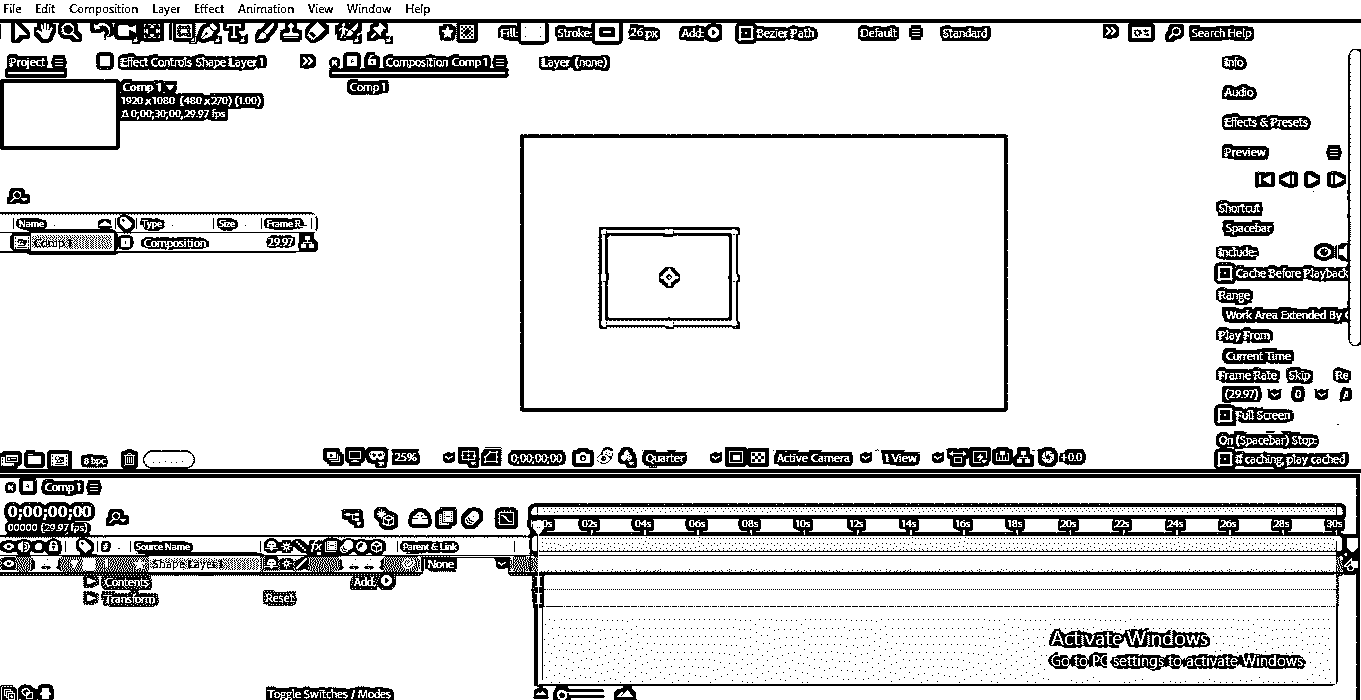 File Edit Composition Layer Effect Animation View Window Help
Fill: Stroke: 26 px Add: Bezier Path Default Standard Search Help
Project Effect Controls Shape Layer 1 Composition Comp 1 Layer (none)
Comp 1
Comp 1
1920 x 1080 (480 x 270) (1.00)
Δ 0;00;30;00, 29.97 fps
Name Type Size Frame R...
Comp 1 Composition 29.97
Info
Audio
Effects & Presets
Preview
Shortcut
Spacebar
Include:
Cache Before Playback
Range
Work Area Extended By
Play From
Current Time
Frame Rate Skip Re
(29.97) 0
Full Screen
On (Spacebar) Stop:
If caching, play cached
8 bpc 25% 0;00;00;00 Quarter Active Camera 1 View +0.0
Comp 1
0;00;00;00
00000 (29.97 fps)
02s 04s 06s 08s 10s 12s 14s 16s 18s 20s 22s 24s 26s 28s 30s
# Source Name fx Parent & Link
Shape Layer 1 None
Contents Add:
Transform Reset
Activate Windows
Go to PC settings to activate Windows.
Toggle Switches / Modes